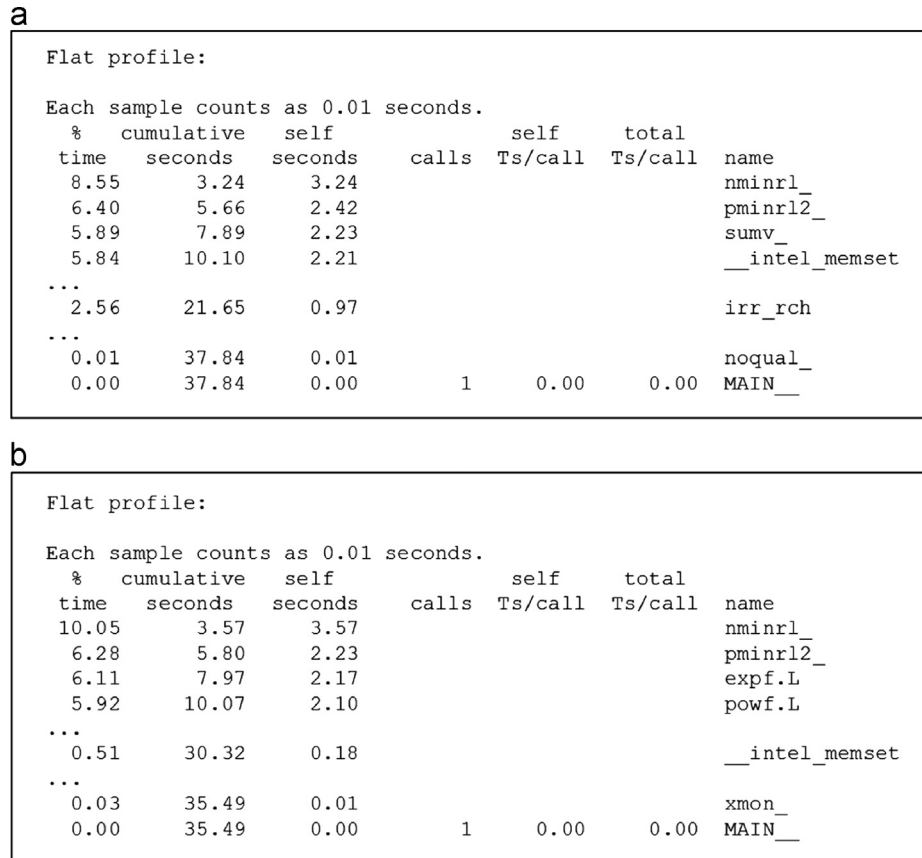 a
Flat profile:
Each sample counts as 0.01 seconds.
% cumulative self self total
time seconds seconds calls Ts/call Ts/call name
8.55 3.24 3.24 nminrl_
6.40 5.66 2.42 pminrl2_
5.89 7.89 2.23 sumv_
5.84 10.10 2.21 __intel_memset
...
2.56 21.65 0.97 irr_rch
...
0.01 37.84 0.01 noqual_
0.00 37.84 0.00 1 0.00 0.00 MAIN__
b
Flat profile:
Each sample counts as 0.01 seconds.
% cumulative self self total
time seconds seconds calls Ts/call Ts/call name
10.05 3.57 3.57 nminrl_
6.28 5.80 2.23 pminrl2_
6.11 7.97 2.17 expf.L
5.92 10.07 2.10 powf.L
...
0.51 30.32 0.18 __intel_memset
...
0.03 35.49 0.01 xmon_
0.00 35.49 0.00 1 0.00 0.00 MAIN__